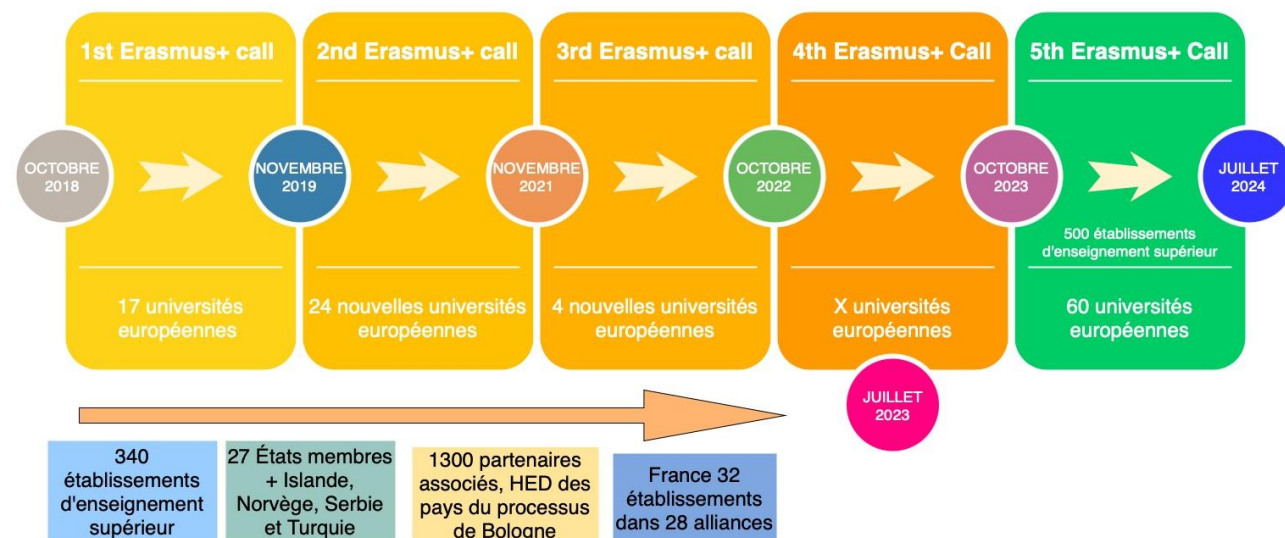 1st Erasmus+ call
2nd Erasmus+ call
3rd Erasmus+ call
4th Erasmus+ Call
5th Erasmus+ Call
OCTOBRE
2018
NOVEMBRE
2019
NOVEMBRE
2021
OCTOBRE
2022
OCTOBRE
2023
JUILLET
2024
500 établissements
d'enseignement supérieur
17 universités
européennes
24 nouvelles universités
européennes
4 nouvelles universités
européennes
X universités
européennes
60 universités
européennes
JUILLET
2023
340
établissements
d'enseignement
supérieur
27 États membres
+ Islande,
Norvège, Serbie
et Turquie
1300 partenaires
associés, HED des
pays du processus
de Bologne
France 32
établissements
dans 28 alliances